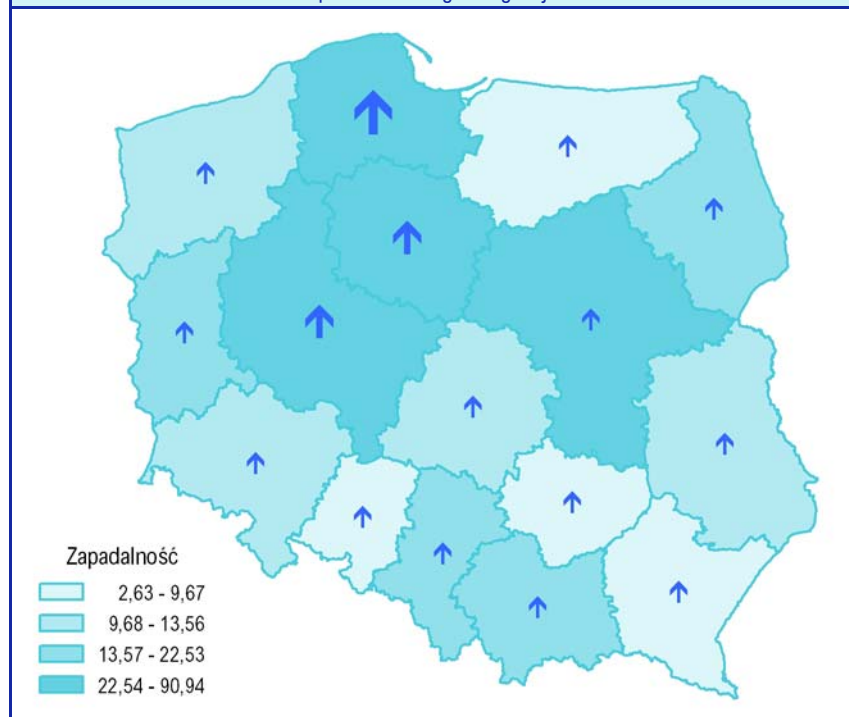 Zapadalność
2,63 - 9,67
9,68 - 13,56
13,57 - 22,53
22,54 - 90,94